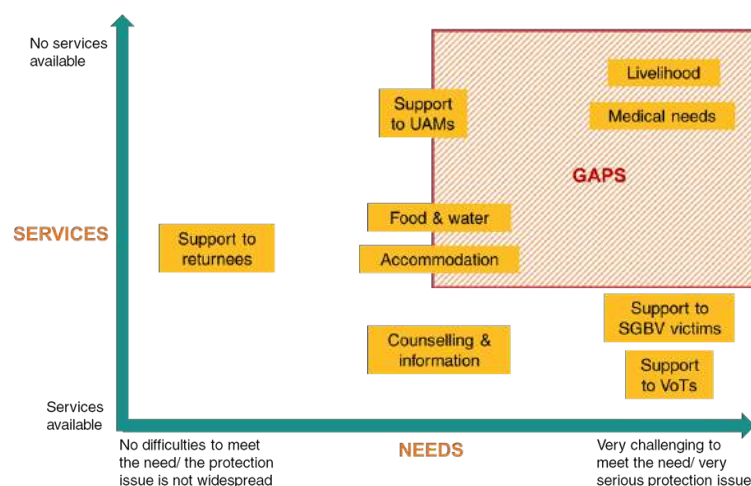 No services
available
Livelihood
Support
to UAMs
Medical needs
GAPS
Food & water
SERVICES
Support to
returnees
Accommodation
Support to
SGBV victims
Counselling &
information
Support
to VoTs
Services
available
No difficulties to meet
the need/ the protection
issue is not widespread
NEEDS
Very challenging to
meet the need/ very
serious protection issue